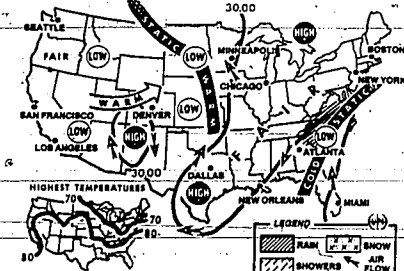 30.00
SEATTLE
STATIC
HIGH
FAIR
LOW
LOW
MINNEAPOLIS
BOSTON
WARM
CHICAGO
NEW YORK
WARM
LOW
FAIR
STATIC
SAN FRANCISCO
LOW
DENVER
HIGH
LOW
LOS ANGELES
ATLANTA
30.00
DALLAS
COLD
HIGHEST TEMPERATURES
HIGH
70
NEW ORLEANS
MIAMI
70
80
LEGEND
RAIN
SNOW
80
SHOWERS
AIR
FLOW